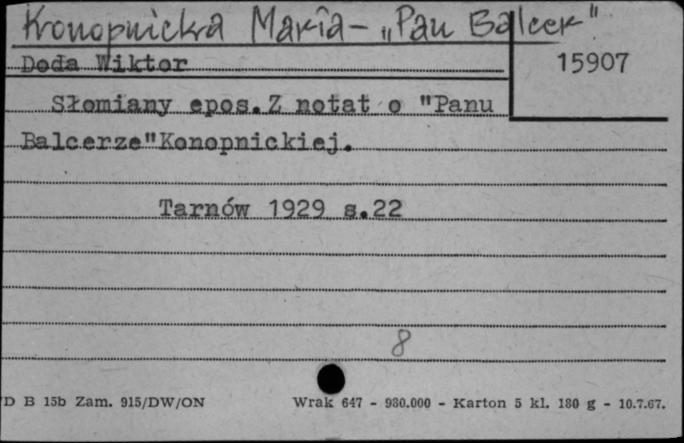 Konopnicka Maria - „Pan Balcer"
Doda Wiktor
15907
Słomiany epos. Z notat o "Panu
Balcerze" Konopnickiej.
Tarnów 1929 s.22
8
D B 15b Zam. 915/DW/ON
Wrak 647 - 980.000 - Karton 5 kl. 180 g - 10.7.67.